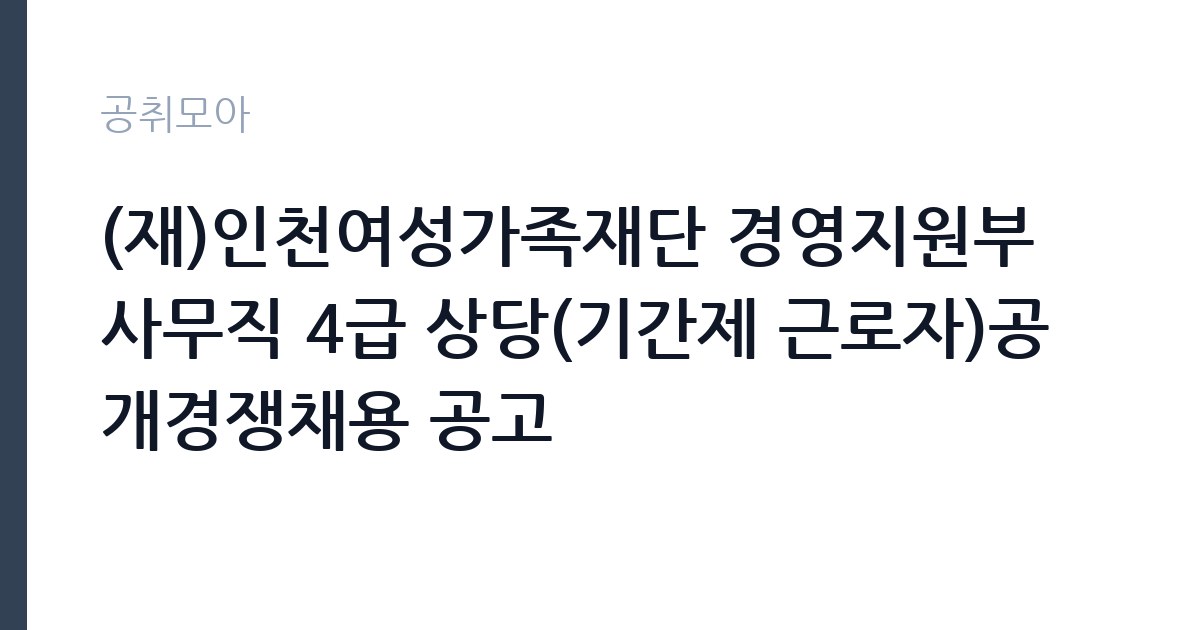 공취모아
(재)인천여성가족재단 경영지원부
사무직 4급 상당(기간제 근로자)공
개경쟁채용 공고